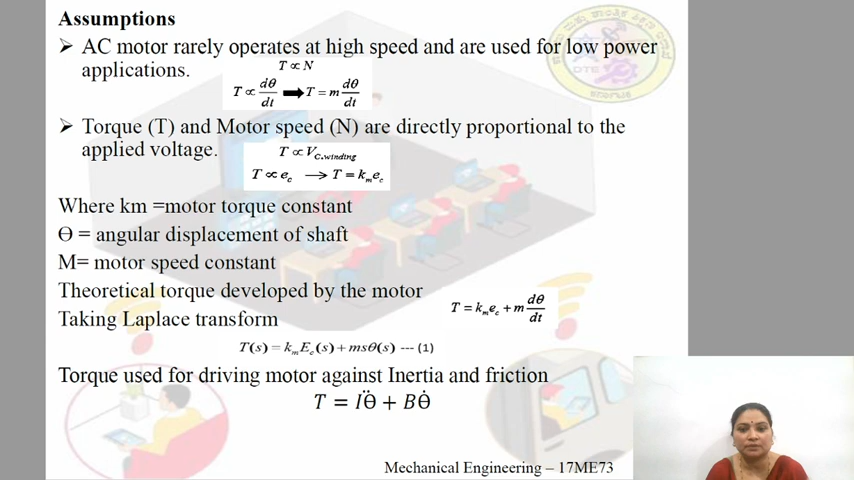 Assumptions
➢ AC motor rarely operates at high speed and are used for low power
applications.
T ∝ N
T ∝ dθ/dt ➡ T = m dθ/dt
➢ Torque (T) and Motor speed (N) are directly proportional to the
applied voltage.
T ∝ V_C.winding
T ∝ e_c → T = k_m e_c
Where km =motor torque constant
Ө = angular displacement of shaft
M= motor speed constant
Theoretical torque developed by the motor
T = k_m e_c + m dθ/dt
Taking Laplace transform
T(s) = k_m E_c(s) + msθ(s) --- (1)
Torque used for driving motor against Inertia and friction
T = IӪ + BӨ̇
Mechanical Engineering – 17ME73